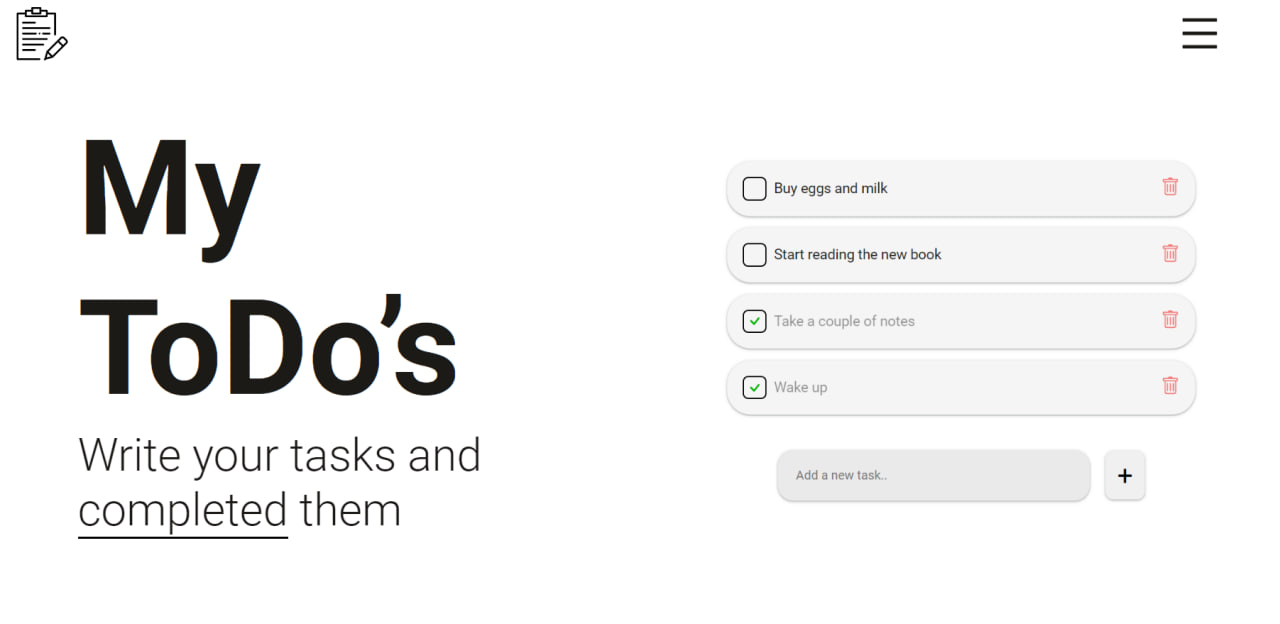 My
ToDo’s
Write your tasks and
completed them
Buy eggs and milk
Start reading the new book
Take a couple of notes
Wake up
Add a new task..
+